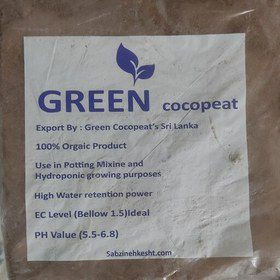 GREEN cocopeat
Export By : Green Cocopeat's Sri Lanka
100% Orgaic Product
Use in Potting Mixine and
Hydroponic growing purposes
High Water retention power
EC Level (Bellow 1.5)Ideal
PH Value (5.5-6.8)
Sabzinehkesht.com